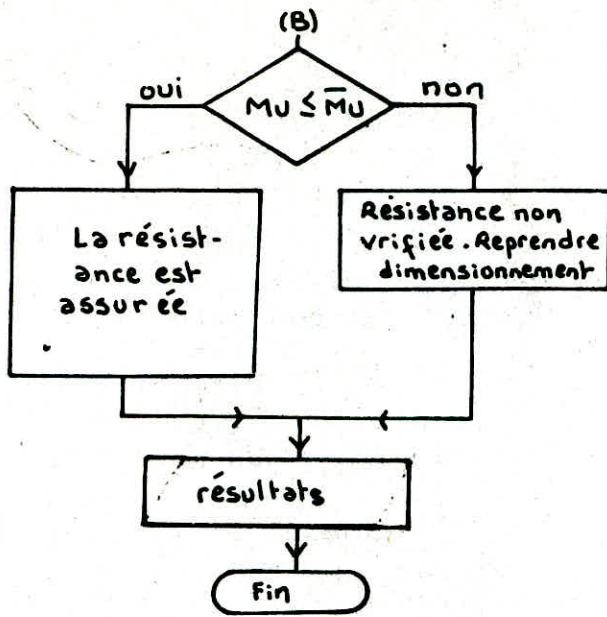 (B)
oui
Mu ≤ M̅u
non
La résist-
ance est
assurée
Résistance non
vrifiée. Reprendre
dimensionnement
résultats
Fin